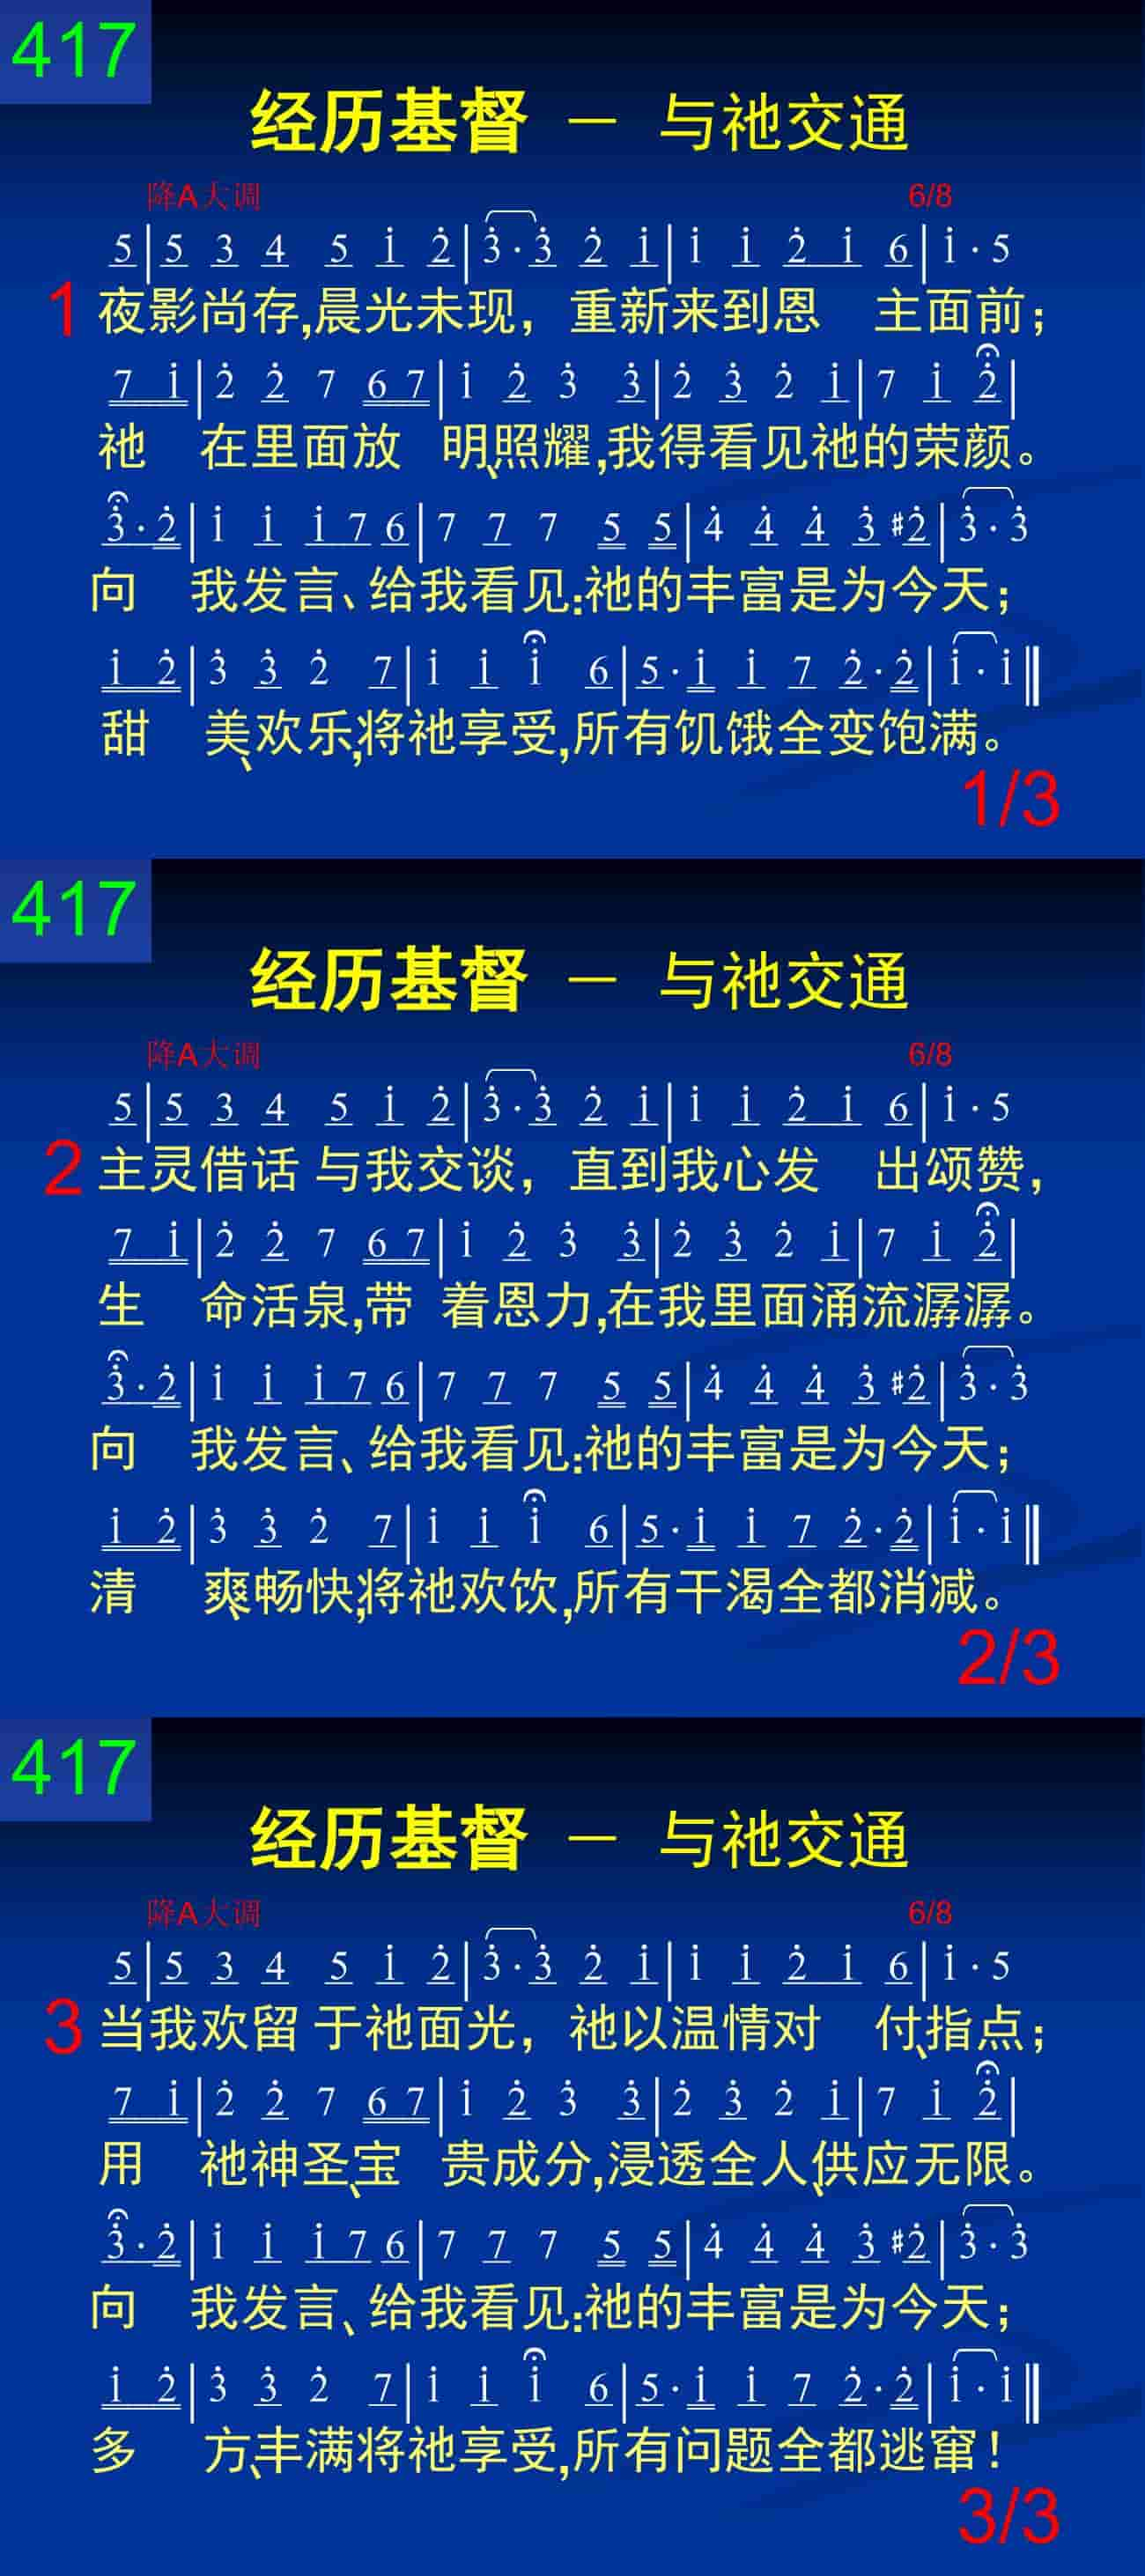 417
经历基督 － 与祂交通
降A大调 6/8
5|5 3 4 5 i 2|3·3 2 i|i i 2 i 6|i·5
1 夜影尚存,晨光未现，重新来到恩 主面前；
7 i|2 2 7 6 7|i 2 3 3|2 3 2 i|7 i 2|
祂 在里面放 明、照耀,我得看见祂的荣颜。
3·2|i i i 7 6|7 7 7 5 5|4 4 4 3 #2|3·3
向 我发言、给我看见:祂的丰富是为今天；
i 2|3 3 2 7|i i i 6|5·i i 7 2·2|i·i‖
甜 美、欢乐,将祂享受,所有饥饿全变饱满。
1/3
417
经历基督 － 与祂交通
降A大调 6/8
5|5 3 4 5 i 2|3·3 2 i|i i 2 i 6|i·5
2 主灵借话 与我交谈，直到我心发 出颂赞，
7 i|2 2 7 6 7|i 2 3 3|2 3 2 i|7 i 2|
生 命活泉,带 着恩力,在我里面涌流潺潺。
3·2|i i i 7 6|7 7 7 5 5|4 4 4 3 #2|3·3
向 我发言、给我看见:祂的丰富是为今天；
i 2|3 3 2 7|i i i 6|5·i i 7 2·2|i·i‖
清 爽、畅快,将祂欢饮,所有干渴全都消减。
2/3
417
经历基督 － 与祂交通
降A大调 6/8
5|5 3 4 5 i 2|3·3 2 i|i i 2 i 6|i·5
3 当我欢留 于祂面光，祂以温情对 付、指点；
7 i|2 2 7 6 7|i 2 3 3|2 3 2 i|7 i 2|
用 祂神圣、宝 贵成分,浸透全人、供应无限。
3·2|i i i 7 6|7 7 7 5 5|4 4 4 3 #2|3·3
向 我发言、给我看见:祂的丰富是为今天；
i 2|3 3 2 7|i i i 6|5·i i 7 2·2|i·i‖
多 方、丰满将祂享受,所有问题全都逃窜！
3/3